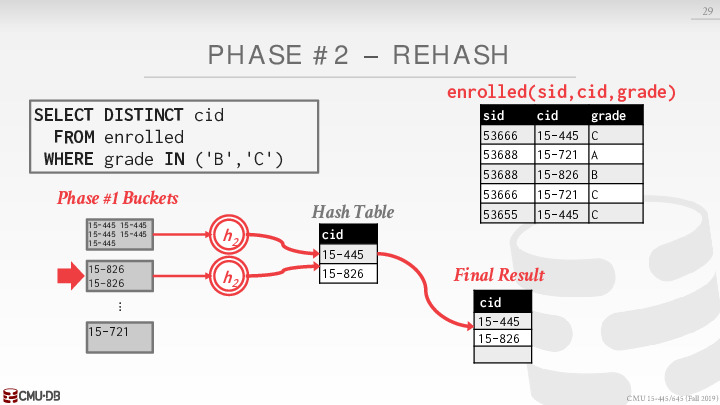 29
PHASE #2 – REHASH
enrolled(sid,cid,grade)
SELECT DISTINCT cid
FROM enrolled
WHERE grade IN ('B','C')
sid cid grade
53666 15-445 C
53688 15-721 A
53688 15-826 B
53666 15-721 C
53655 15-445 C
Phase #1 Buckets
15-445 15-445
15-445 15-445
15-445
h2
15-826
15-826
h2
⋮
15-721
Hash Table
cid
15-445
15-826
Final Result
cid
15-445
15-826
CMU·DB
CMU 15-445/645 (Fall 2019)